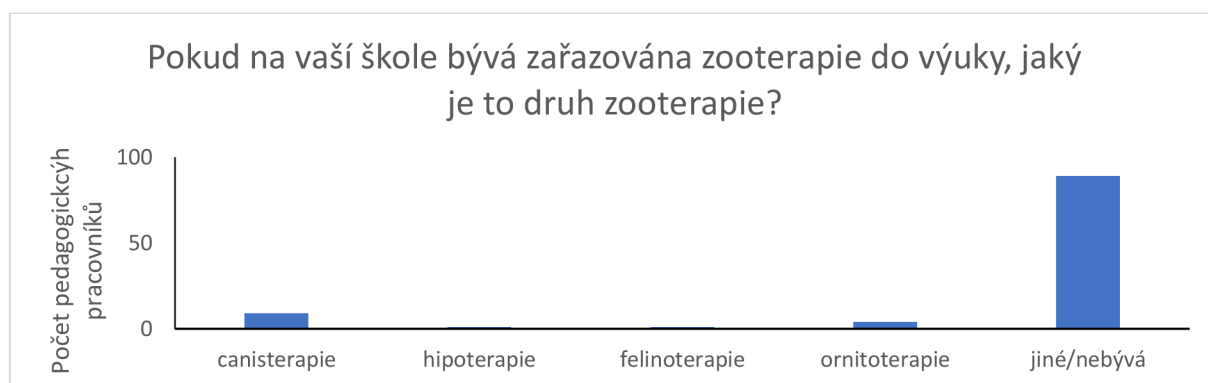 Pokud na vaší škole bývá zařazována zooterapie do výuky, jaký
je to druh zooterapie?
Počet pedagogickcýh
pracovníků
100
50
0
canisterapie
hipoterapie
felinoterapie
ornitoterapie
jiné/nebývá